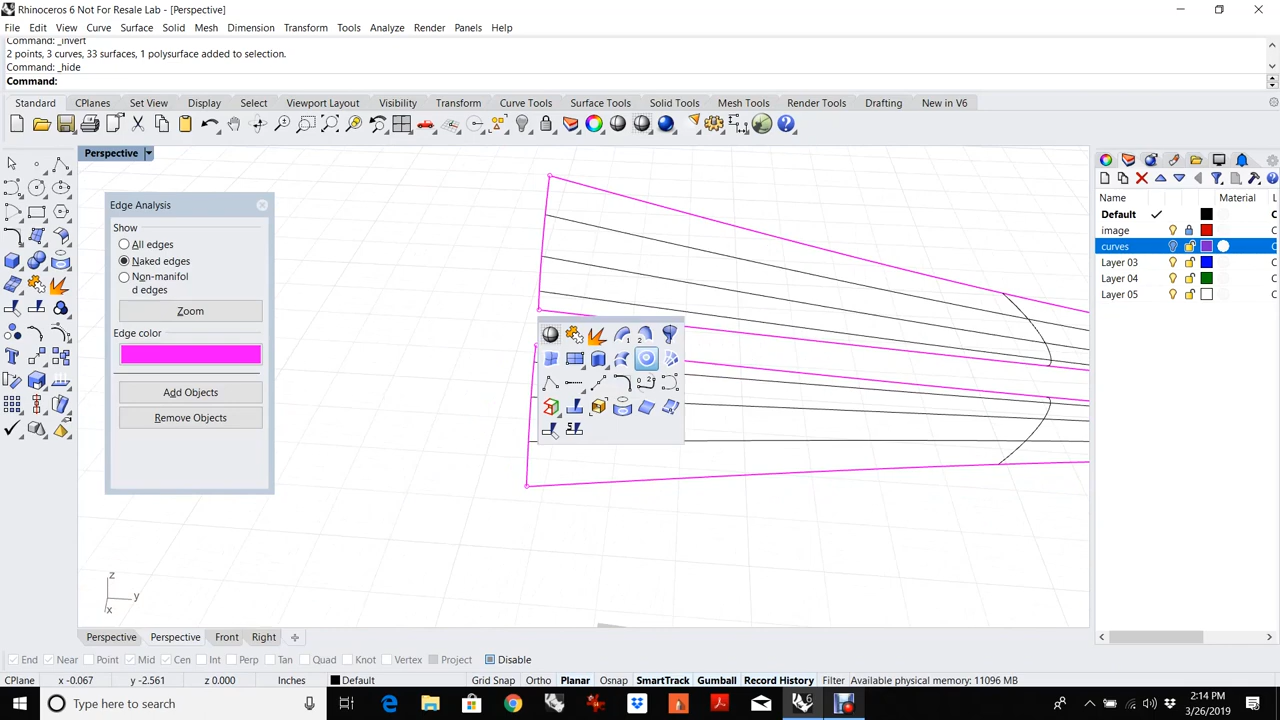 Rhinoceros 6 Not For Resale Lab - [Perspective]
File Edit View Curve Surface Solid Mesh Dimension Transform Tools Analyze Render Panels Help
Command: _invert
2 points, 3 curves, 33 surfaces, 1 polysurface added to selection.
Command: _hide
Command:
Standard CPlanes Set View Display Select Viewport Layout Visibility Transform Curve Tools Surface Tools Solid Tools Mesh Tools Render Tools Drafting New in V6
Perspective
Edge Analysis
Show
All edges
Naked edges
Non-manifol
d edges
Zoom
Edge color
Add Objects
Remove Objects
Name Material L
Default C
image C
curves C
Layer 03 C
Layer 04 C
Layer 05 C
1 2
z
y
x
Perspective Perspective Front Right
End Near Point Mid Cen Int Perp Tan Quad Knot Vertex Project Disable
CPlane x -0.067 y -2.561 z 0.000 Inches Default Grid Snap Ortho Planar Osnap SmartTrack Gumball Record History Filter Available physical memory: 11096 MB
Type here to search
2:14 PM
3/26/2019